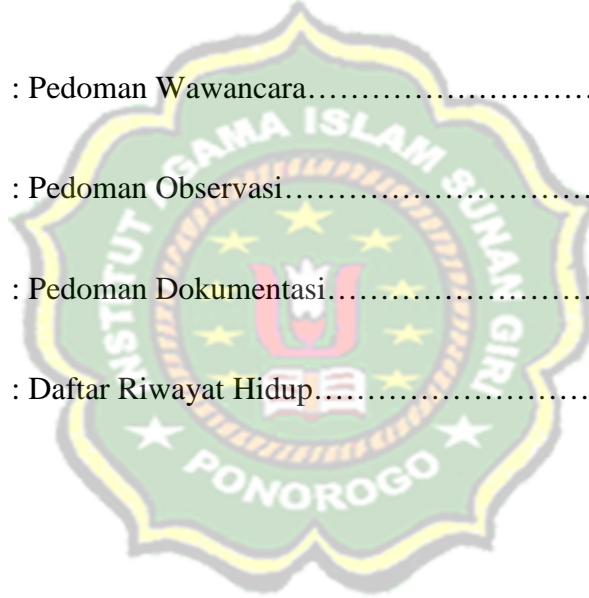 : Pedoman Wawancara……………………….
: Pedoman Observasi………………………….
: Pedoman Dokumentasi…………………….
: Daftar Riwayat Hidup……………………….
INSTITUT AGAMA ISLAM SUNAN GIRI
PONOROGO